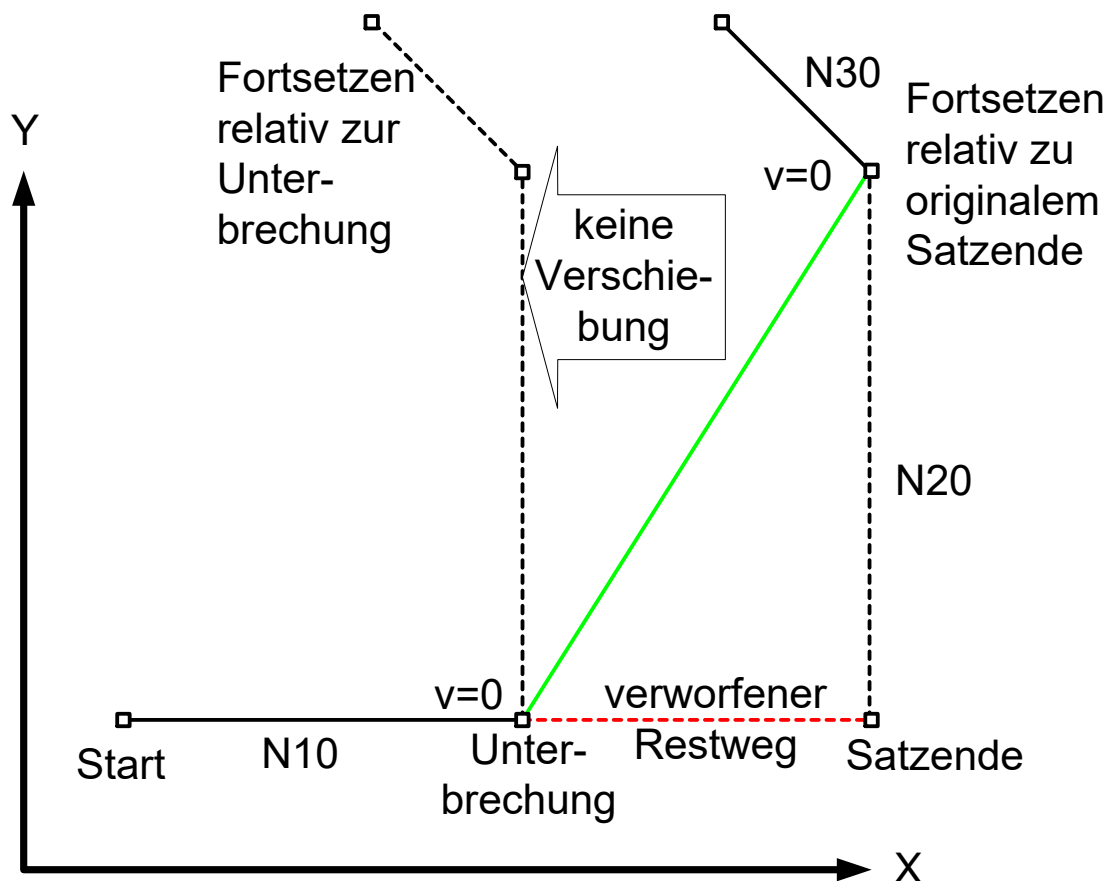 Fortsetzen
relativ zur
Unter-
brechung
N30
Fortsetzen
relativ zu
originalem
Satzende
Y
v=0
keine
Verschie-
bung
N20
v=0
verworfener
Restweg
Start
N10
Unter-
brechung
Satzende
X